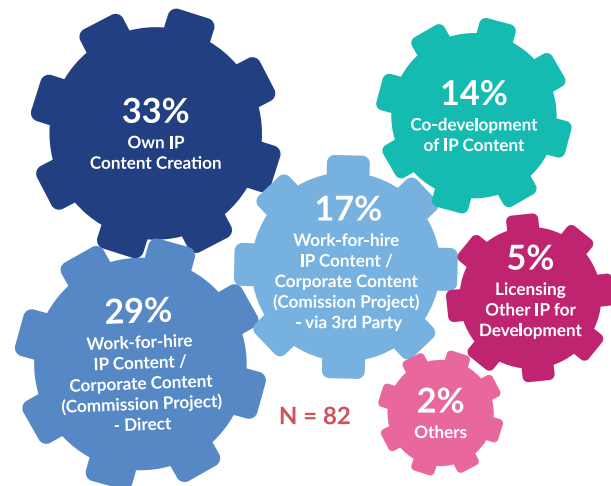 33%
Own IP
Content Creation
14%
Co-development
of IP Content
17%
Work-for-hire
IP Content /
Corporate Content
(Comission Project)
- via 3rd Party
5%
Licensing
Other IP for
Development
29%
Work-for-hire
IP Content /
Corporate Content
(Commission Project)
- Direct
2%
Others
N = 82